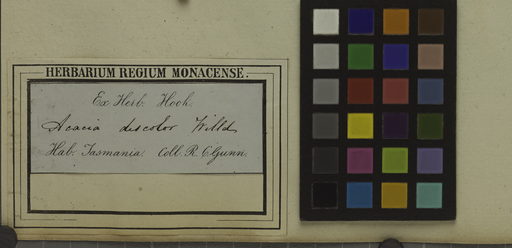 HERBARIUM REGIUM MONACENSE.
Ex Herb. Hook.
Acacia discolor Willd
Hab. Tasmania. Coll. R. C. Gunn.